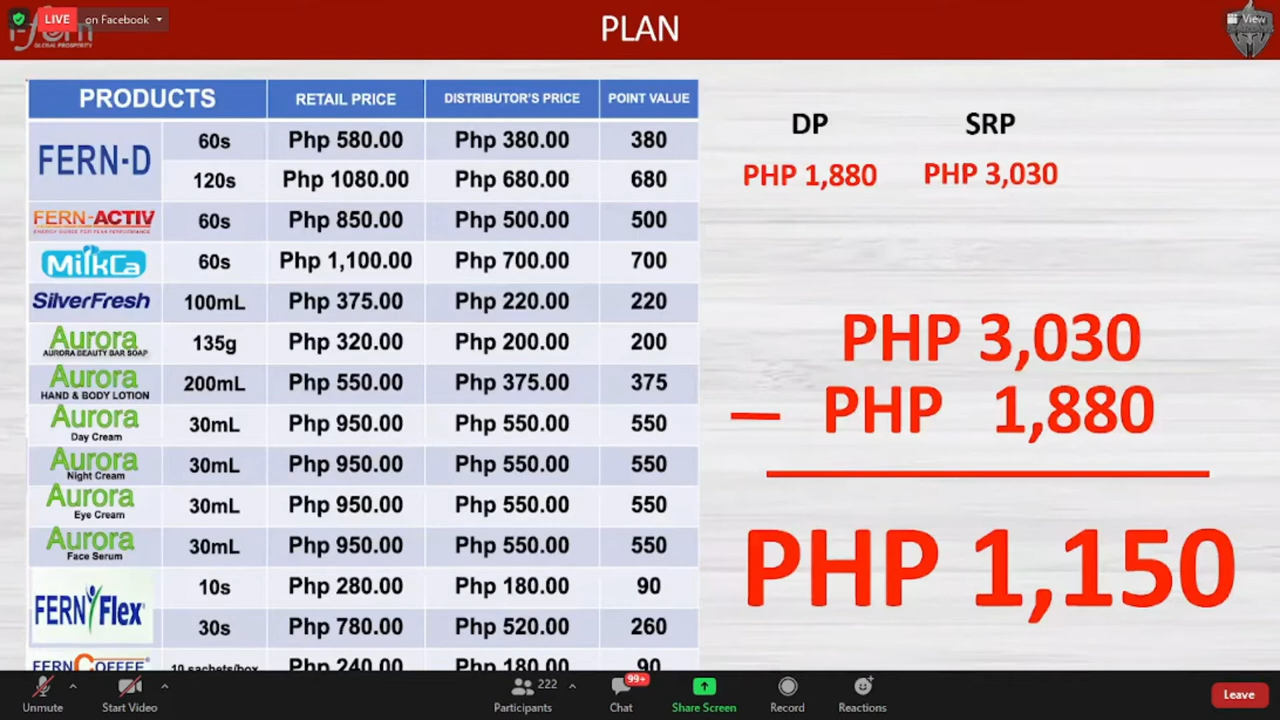 LIVE on Facebook
i-fern
GLOBAL PROSPERITY
PLAN
View
PRODUCTS RETAIL PRICE DISTRIBUTOR'S PRICE POINT VALUE
FERN-D 60s Php 580.00 Php 380.00 380
120s Php 1080.00 Php 680.00 680
FERN-ACTIV 60s Php 850.00 Php 500.00 500
MilkCa 60s Php 1,100.00 Php 700.00 700
SilverFresh 100mL Php 375.00 Php 220.00 220
Aurora AURORA BEAUTY BAR SOAP 135g Php 320.00 Php 200.00 200
Aurora HAND & BODY LOTION 200mL Php 550.00 Php 375.00 375
Aurora Day Cream 30mL Php 950.00 Php 550.00 550
Aurora Night Cream 30mL Php 950.00 Php 550.00 550
Aurora Eye Cream 30mL Php 950.00 Php 550.00 550
Aurora Face Serum 30mL Php 950.00 Php 550.00 550
FERN Flex 10s Php 280.00 Php 180.00 90
30s Php 780.00 Php 520.00 260
FERN COFFEE 10 sachets/box Php 240.00 Php 180.00 90
DP SRP
PHP 1,880 PHP 3,030
PHP 3,030
— PHP 1,880
PHP 1,150
Unmute
Start Video
222
Participants
99+
Chat
Share Screen
Record
Reactions
Leave